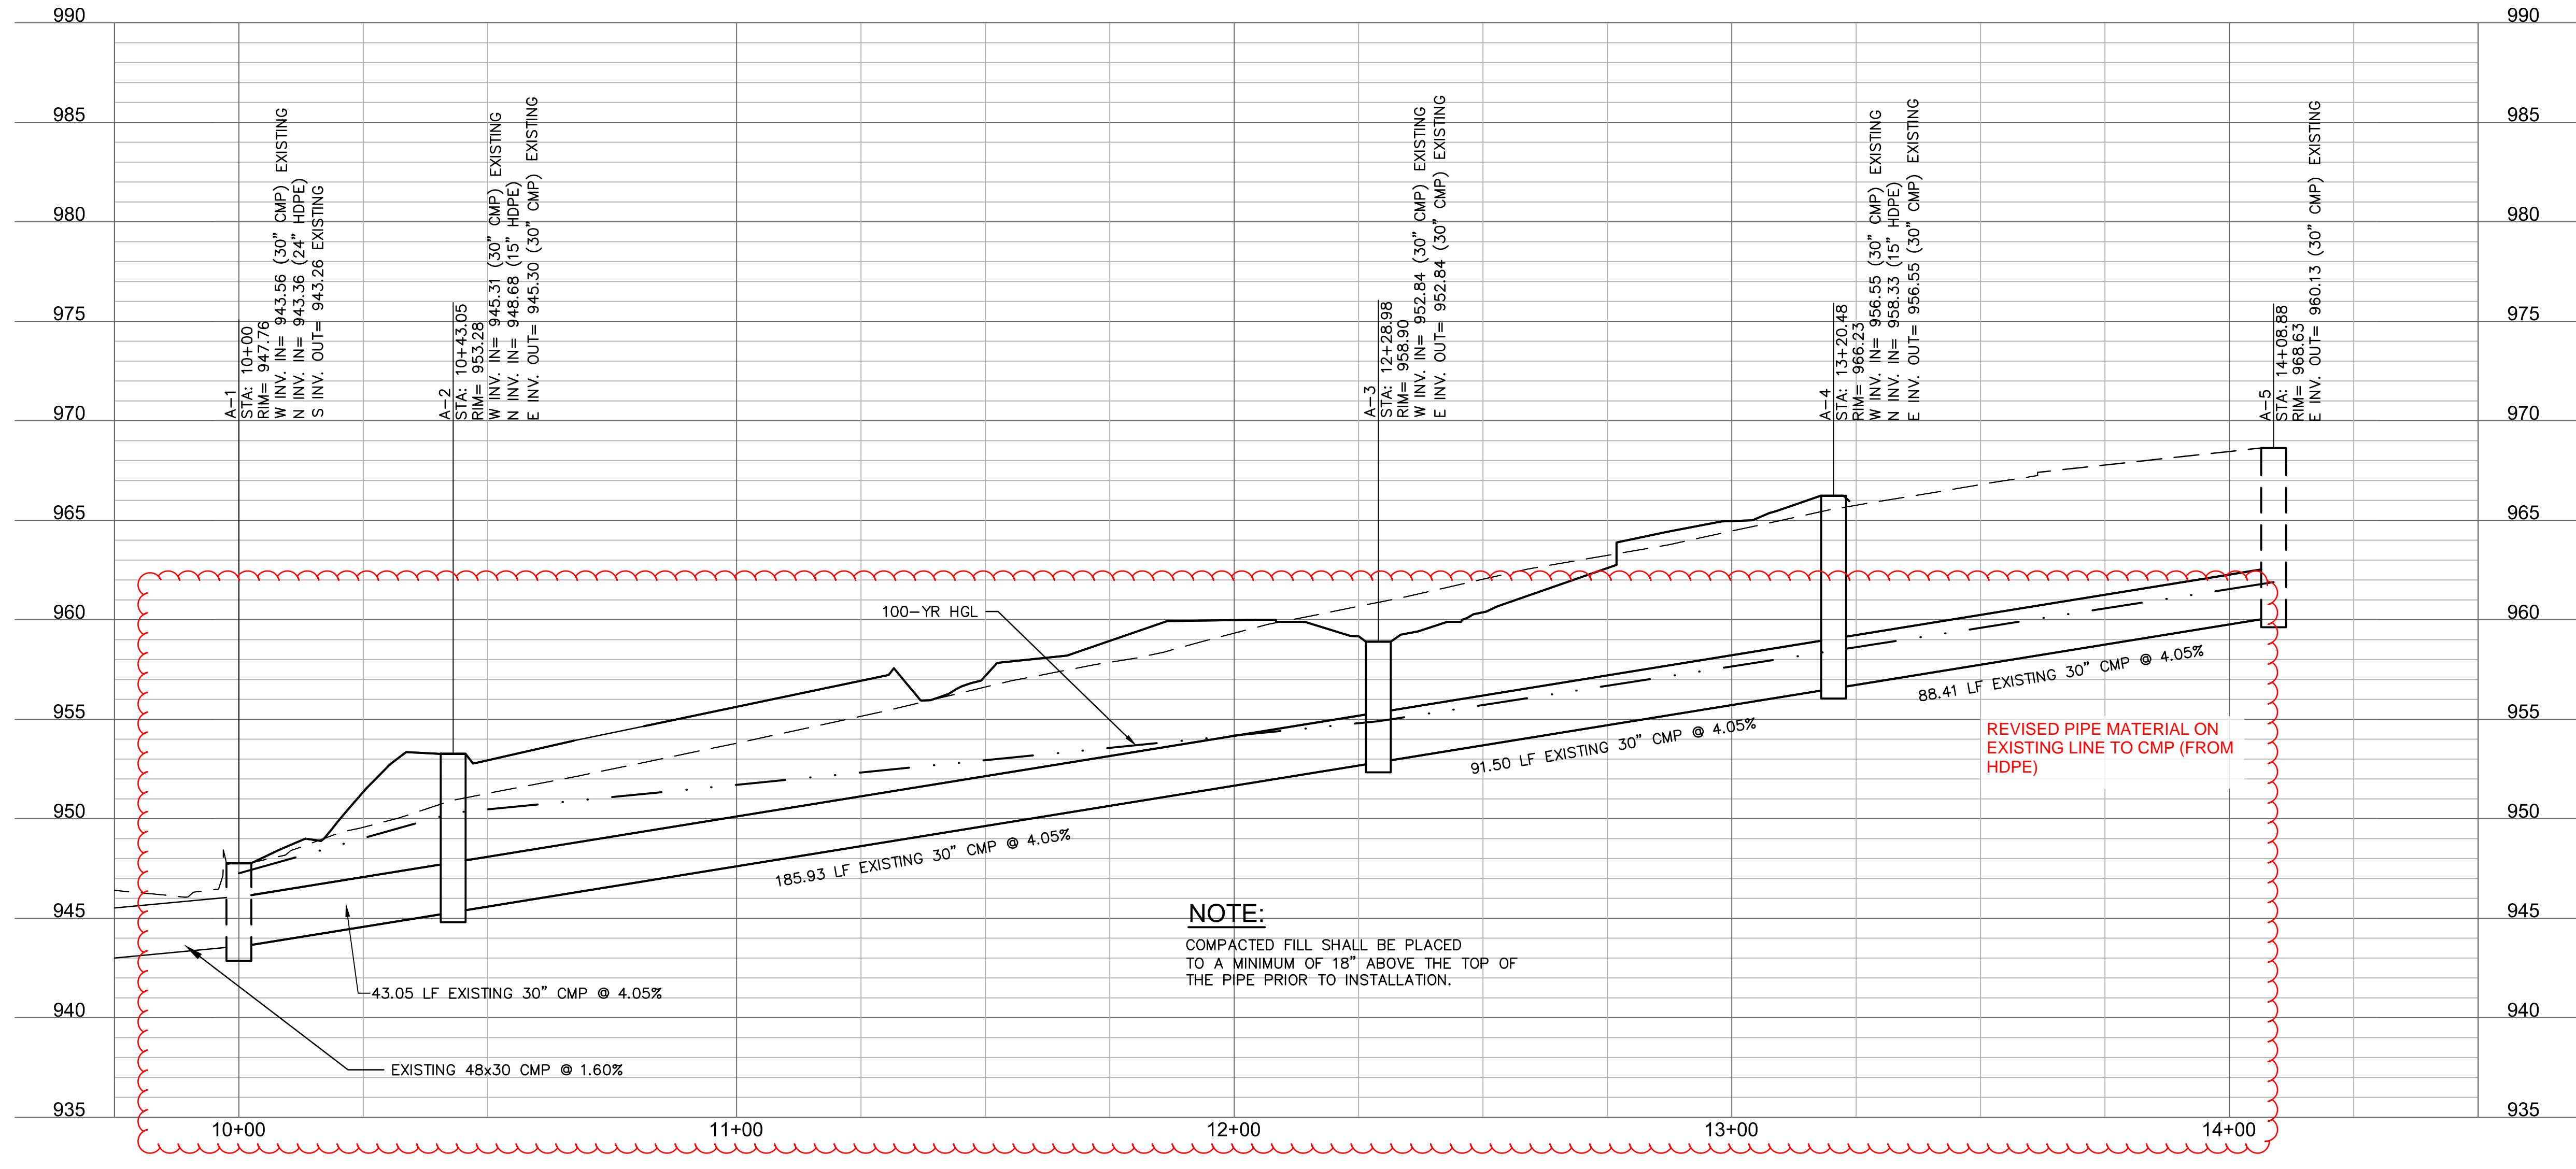 990
990
985
985
980
980
975
975
970
970
965
965
960
960
955
955
950
950
945
945
940
940
935
935
A-1
STA: 10+00
RIM= 947.76
W INV. IN= 943.56 (30" CMP) EXISTING
N INV. IN= 943.36 (24" HDPE)
S INV. OUT= 943.26 EXISTING
A-2
STA: 10+43.05
RIM= 953.28
W INV. IN= 945.31 (30" CMP) EXISTING
N INV. IN= 948.68 (15" HDPE)
E INV. OUT= 945.30 (30" CMP) EXISTING
A-3
STA: 12+28.98
RIM= 958.90
W INV. IN= 952.84 (30" CMP) EXISTING
E INV. OUT= 952.84 (30" CMP) EXISTING
A-4
STA: 13+20.48
RIM= 966.23
W INV. IN= 956.55 (30" CMP) EXISTING
N INV. IN= 958.33 (15" HDPE)
E INV. OUT= 956.55 (30" CMP) EXISTING
A-5
STA: 14+08.88
RIM= 968.63
E INV. OUT= 960.13 (30" CMP) EXISTING
100-YR HGL
88.41 LF EXISTING 30" CMP @ 4.05%
91.50 LF EXISTING 30" CMP @ 4.05%
REVISED PIPE MATERIAL ON
EXISTING LINE TO CMP (FROM
HDPE)
185.93 LF EXISTING 30" CMP @ 4.05%
NOTE:
COMPACTED FILL SHALL BE PLACED
TO A MINIMUM OF 18" ABOVE THE TOP OF
THE PIPE PRIOR TO INSTALLATION.
43.05 LF EXISTING 30" CMP @ 4.05%
EXISTING 48x30 CMP @ 1.60%
10+00
11+00
12+00
13+00
14+00